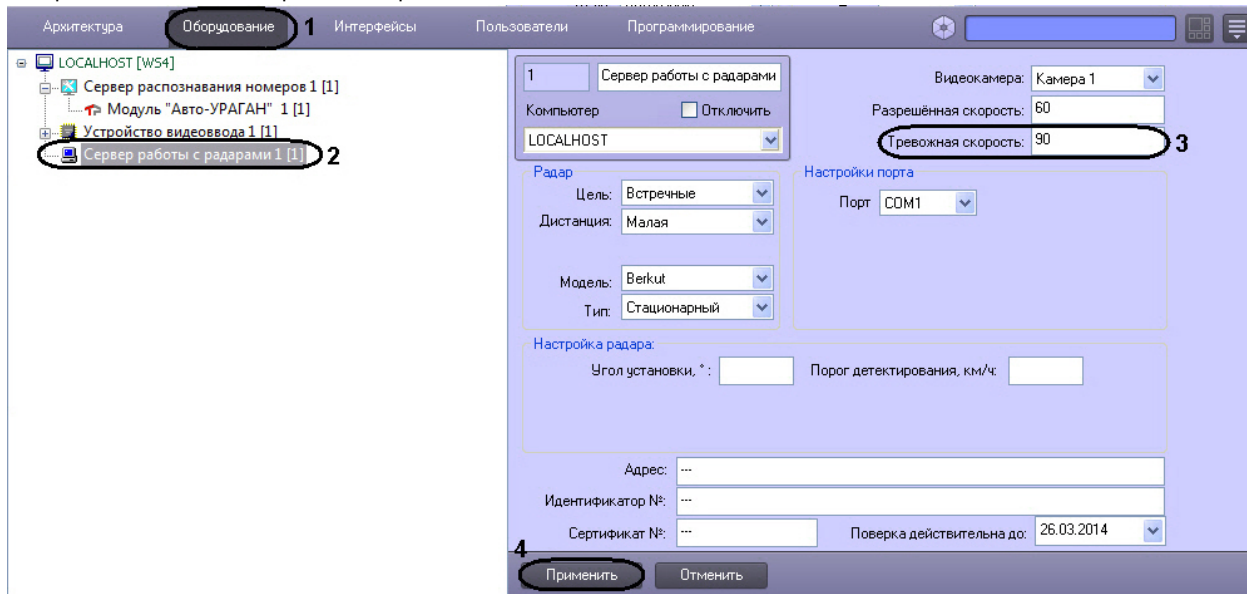 Архитектура Оборудование 1 Интерфейсы Пользователи Программирование
LOCALHOST [WS4]
Сервер распознавания номеров 1 [1]
Модуль "Авто-УРАГАН" 1 [1]
Устройство видеоввода 1 [1]
Сервер работы с радарами 1 [1] 2
1 Сервер работы с радарами
Компьютер Отключить
LOCALHOST
Видеокамера: Камера 1
Разрешённая скорость: 60
Тревожная скорость: 90 3
Радар
Цель: Встречные
Дистанция: Малая
Модель: Berkut
Тип: Стационарный
Настройки порта
Порт COM1
Настройка радара:
Угол установки, ° : Порог детектирования, км/ч:
Адрес: ---
Идентификатор №: ---
Сертификат №: --- Поверка действительна до: 26.03.2014
4
Применить Отменить